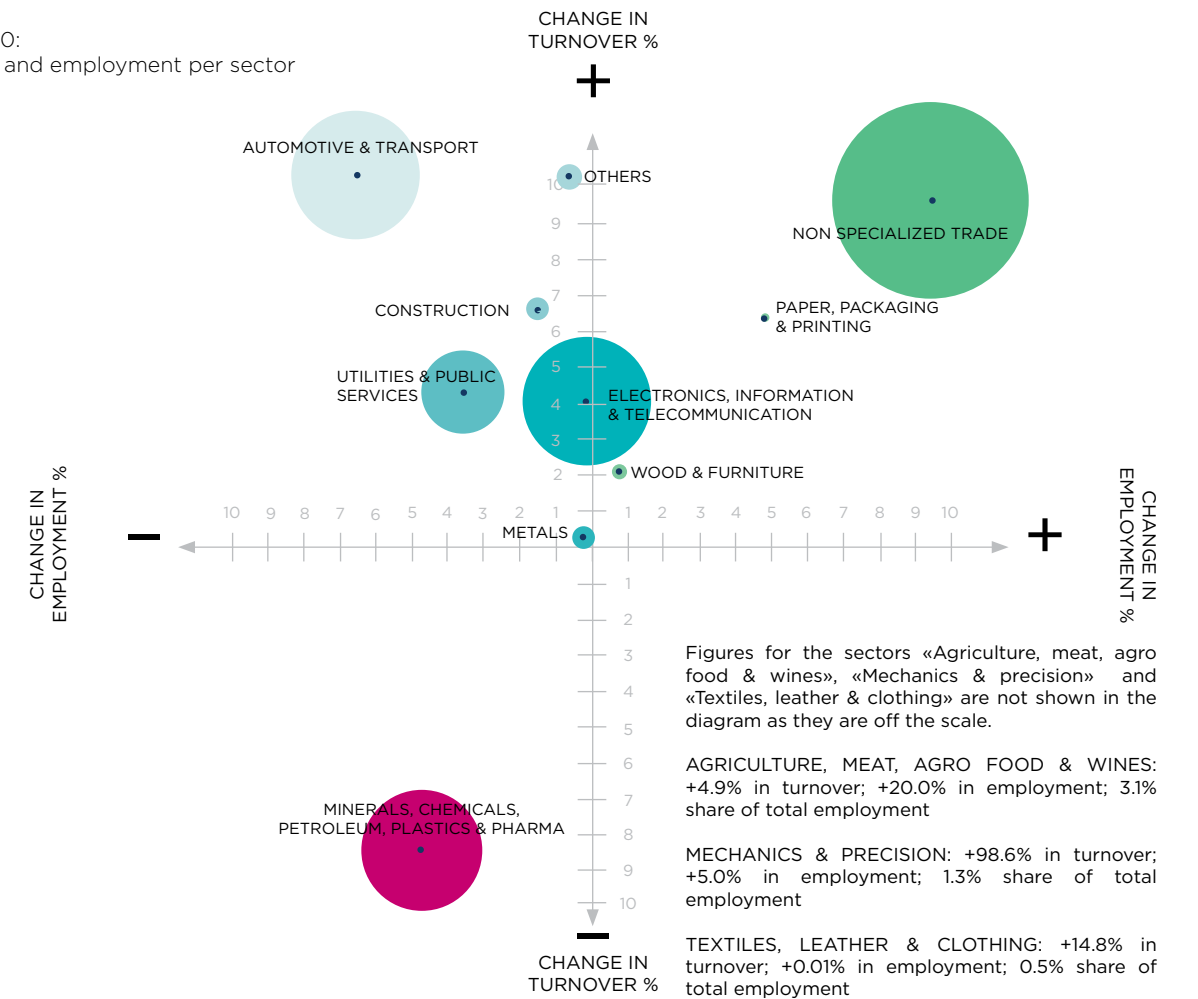 0:
and employment per sector
CHANGE IN
TURNOVER %
+
AUTOMOTIVE & TRANSPORT
OTHERS
10
9
8
7
6
5
4
3
2
1
NON SPECIALIZED TRADE
CONSTRUCTION
PAPER, PACKAGING
& PRINTING
UTILITIES & PUBLIC
SERVICES
ELECTRONICS, INFORMATION
& TELECOMMUNICATION
WOOD & FURNITURE
METALS
CHANGE IN
EMPLOYMENT %
−
10 9 8 7 6 5 4 3 2 1 1 2 3 4 5 6 7 8 9 10
+
CHANGE IN
EMPLOYMENT %
1
2
3
4
5
6
7
8
9
10
MINERALS, CHEMICALS,
PETROLEUM, PLASTICS & PHARMA
−
CHANGE IN
TURNOVER %
Figures for the sectors «Agriculture, meat, agro
food & wines», «Mechanics & precision» and
«Textiles, leather & clothing» are not shown in the
diagram as they are off the scale.
AGRICULTURE, MEAT, AGRO FOOD & WINES:
+4.9% in turnover; +20.0% in employment; 3.1%
share of total employment
MECHANICS & PRECISION: +98.6% in turnover;
+5.0% in employment; 1.3% share of total
employment
TEXTILES, LEATHER & CLOTHING: +14.8% in
turnover; +0.01% in employment; 0.5% share of
total employment